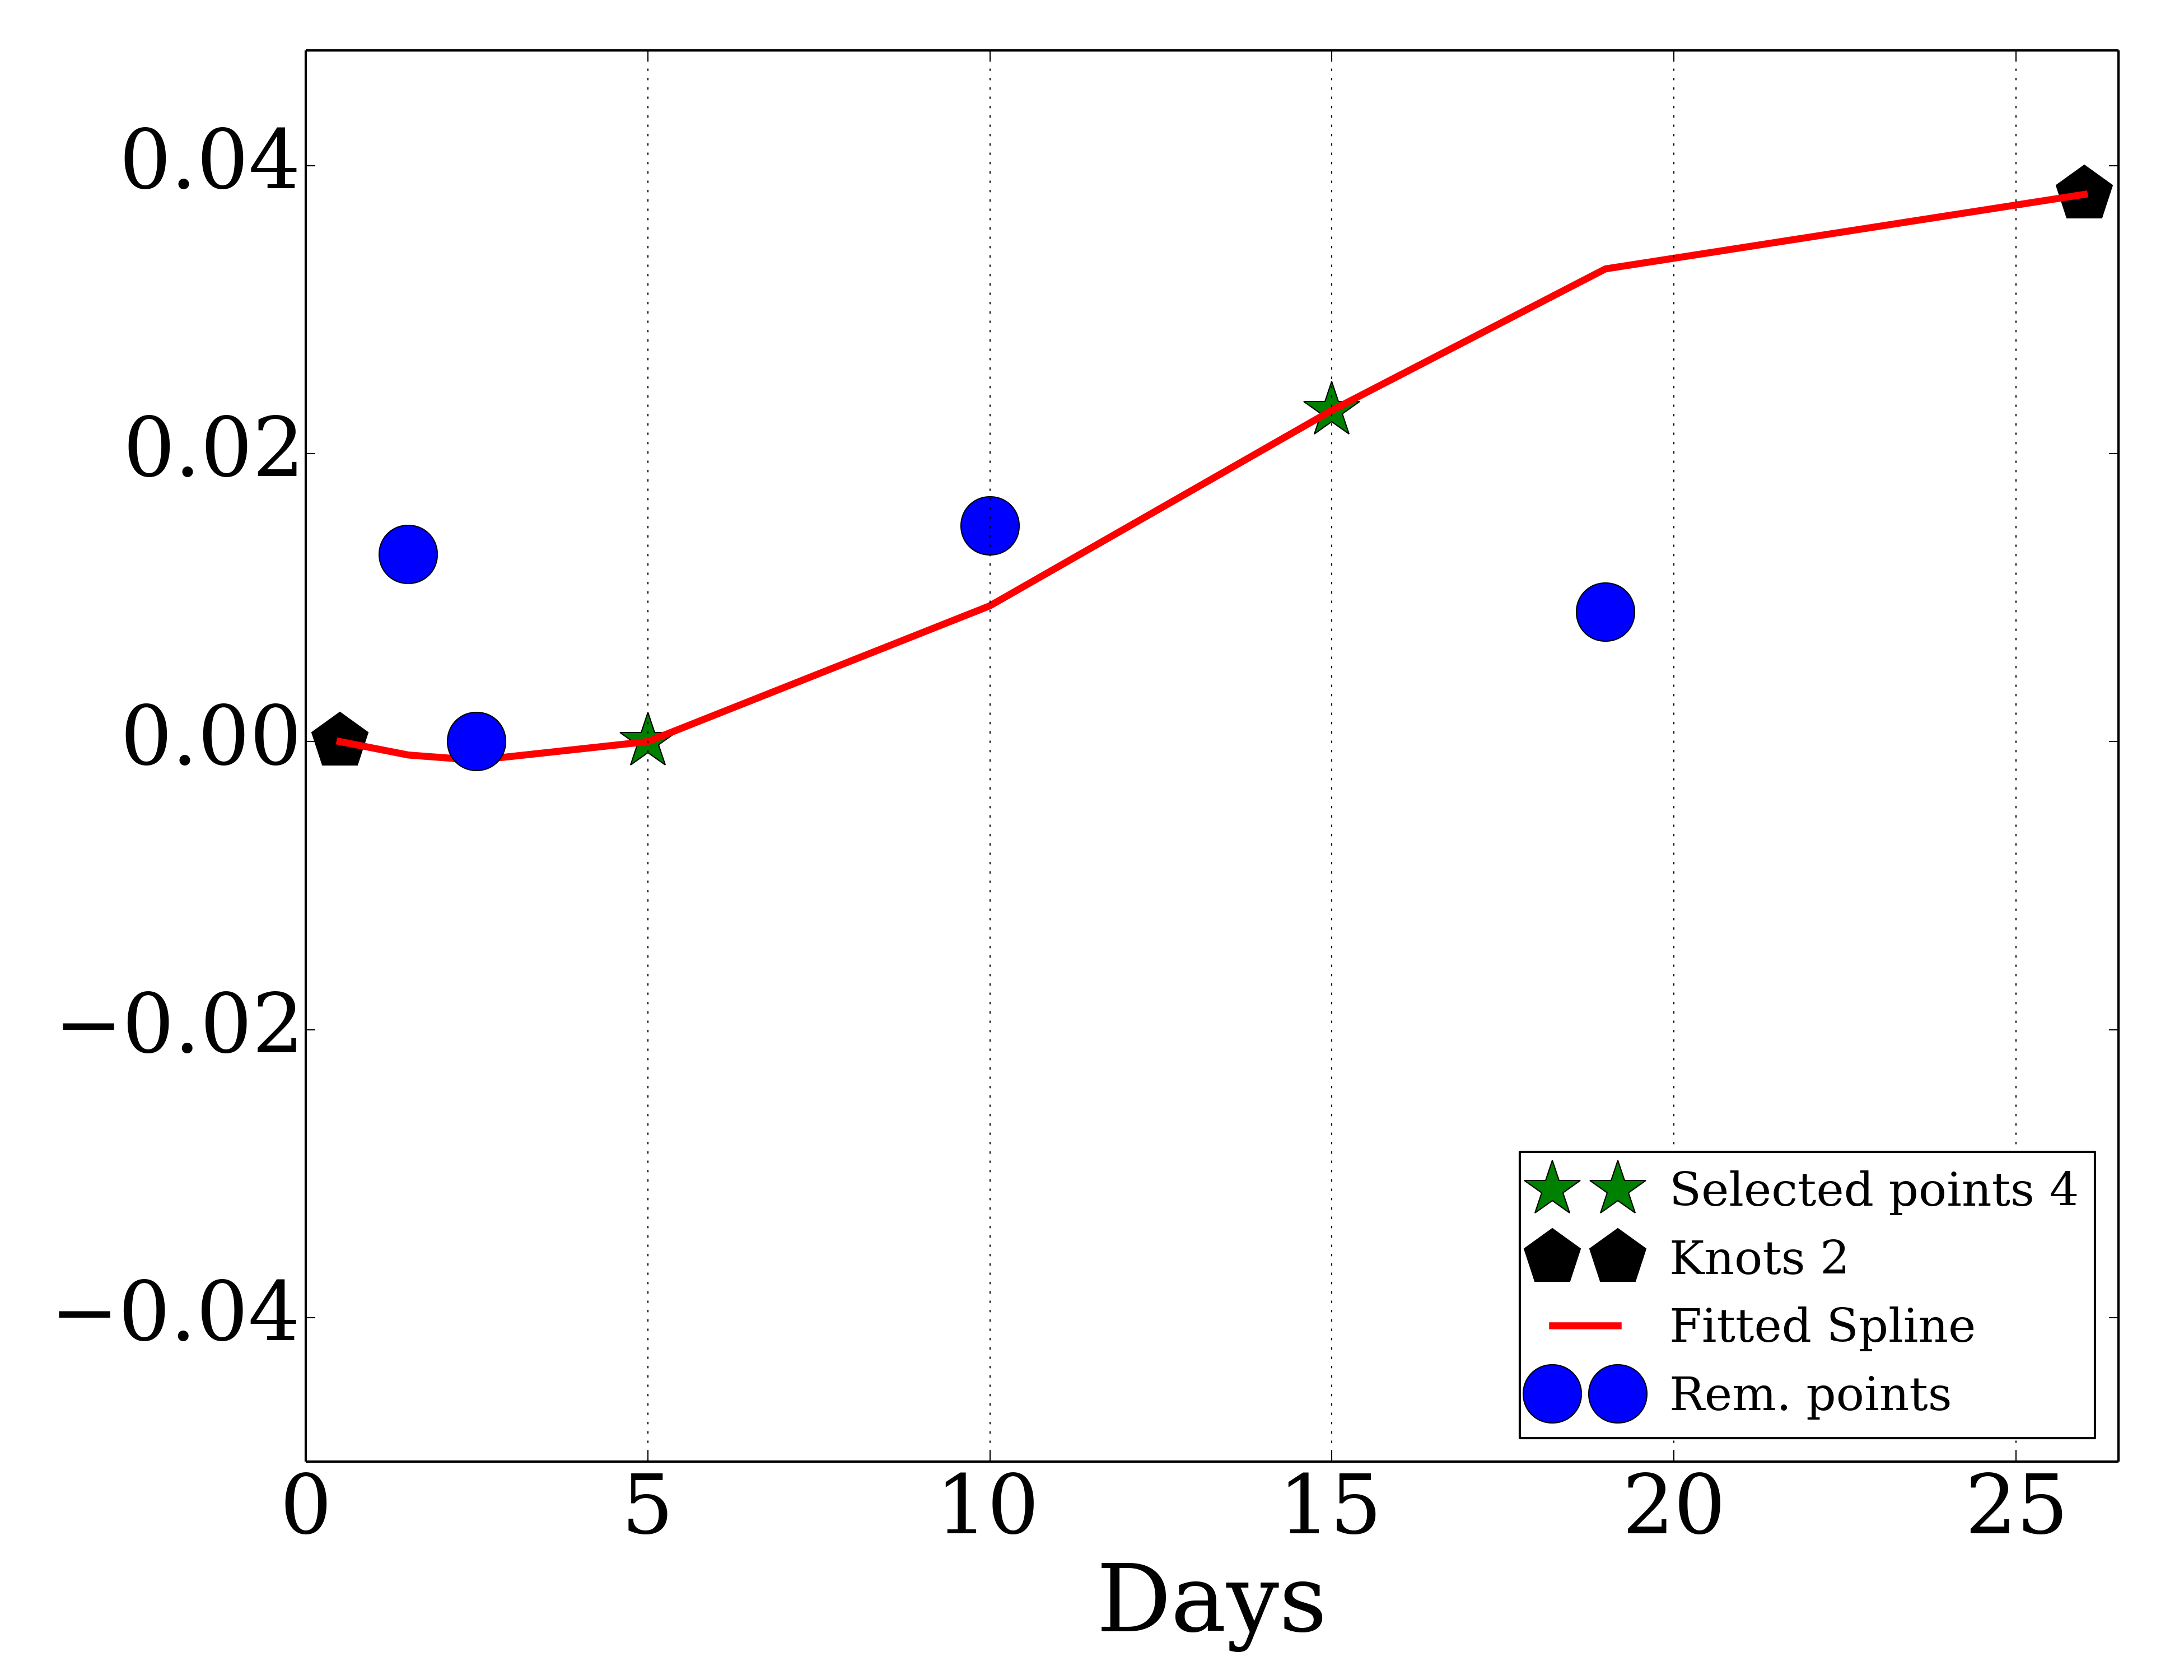 0.04
0.02
0.00
−0.02
−0.04
0 5 10 15 20 25
Days
Selected points 4
Knots 2
Fitted Spline
Rem. points